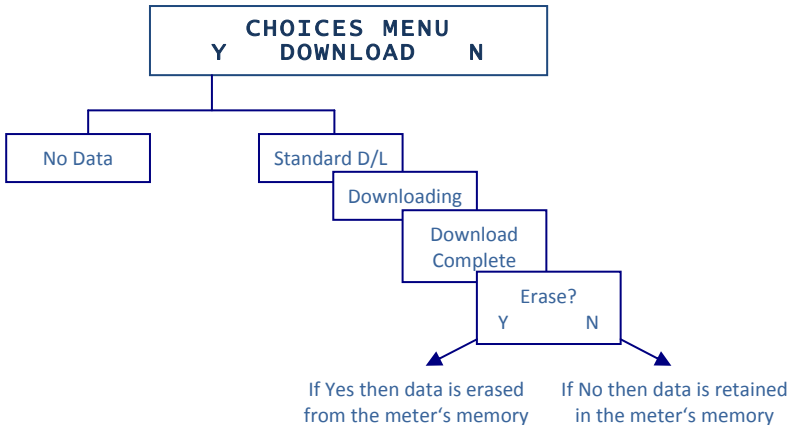 CHOICES MENU
Y DOWNLOAD N
No Data
Standard D/L
Downloading
Download
Complete
Erase?
Y N
If Yes then data is erased
from the meter‘s memory
If No then data is retained
in the meter‘s memory